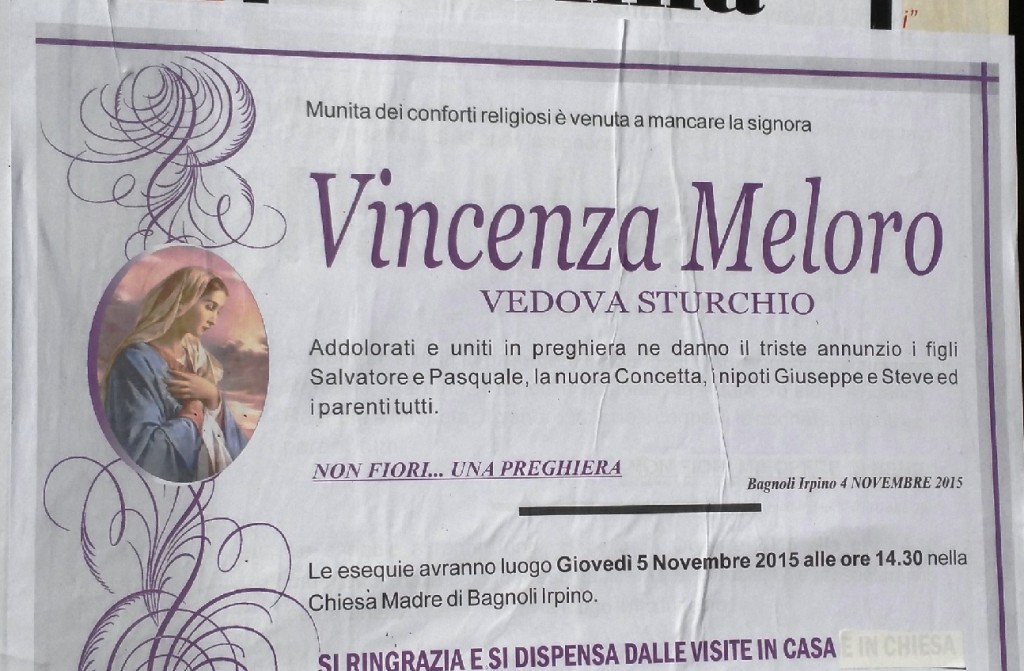 i”
Munita dei conforti religiosi è venuta a mancare la signora
Vincenza Meloro
VEDOVA STURCHIO
Addolorati e uniti in preghiera ne danno il triste annunzio i figli
Salvatore e Pasquale, la nuora Concetta, i nipoti Giuseppe e Steve ed
i parenti tutti.
NON FIORI... UNA PREGHIERA
Bagnoli Irpino 4 NOVEMBRE 2015
Le esequie avranno luogo Giovedì 5 Novembre 2015 alle ore 14.30 nella
Chiesa Madre di Bagnoli Irpino.
SI RINGRAZIA E SI DISPENSA DALLE VISITE IN CASA E IN CHIESA